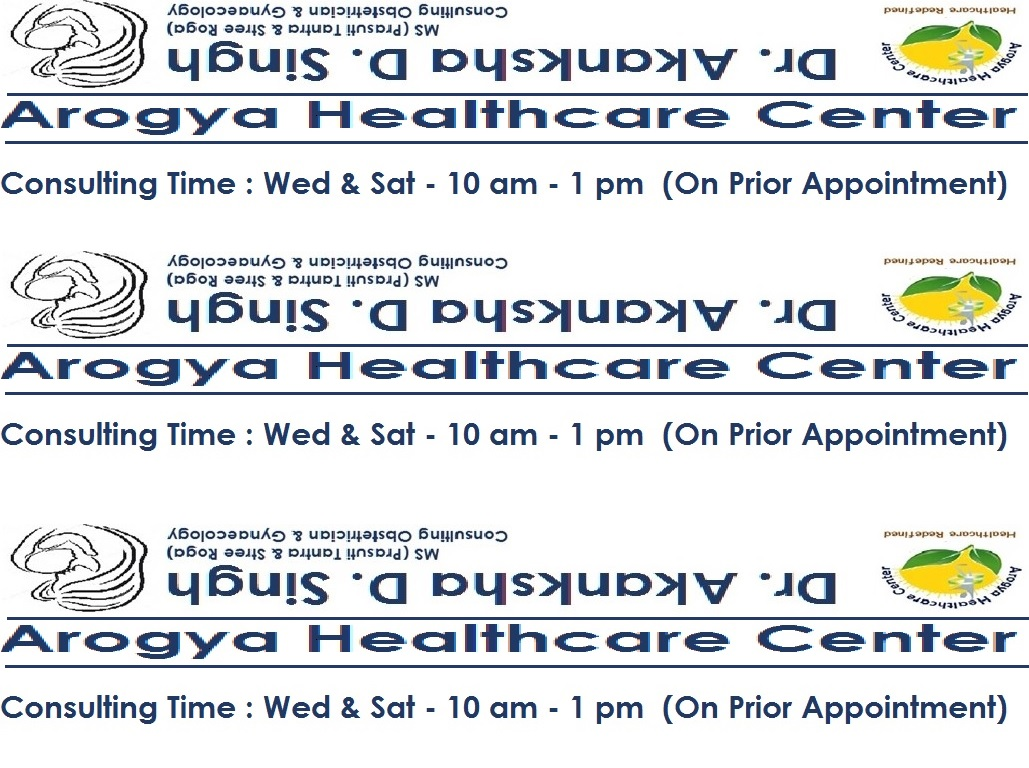 Dr. Akanksha D. Singh
MS (Prasuti Tantra & Stree Roga)
Consulting Obstetrician & Gynaecology
Arogya Healthcare Center
Healthcare Redefined
Arogya Healthcare Center
Consulting Time : Wed & Sat - 10 am - 1 pm (On Prior Appointment)
Dr. Akanksha D. Singh
MS (Prasuti Tantra & Stree Roga)
Consulting Obstetrician & Gynaecology
Arogya Healthcare Center
Healthcare Redefined
Arogya Healthcare Center
Consulting Time : Wed & Sat - 10 am - 1 pm (On Prior Appointment)
Dr. Akanksha D. Singh
MS (Prasuti Tantra & Stree Roga)
Consulting Obstetrician & Gynaecology
Arogya Healthcare Center
Healthcare Redefined
Arogya Healthcare Center
Consulting Time : Wed & Sat - 10 am - 1 pm (On Prior Appointment)